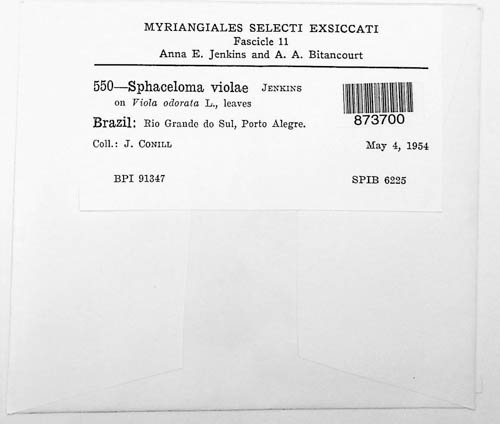 MYRIANGIALES SELECTI EXSICCATI
Fascicle 11
Anna E. Jenkins and A. A. Bitancourt
550—Sphaceloma violae JENKINS
on Viola odorata L., leaves
873700
Brazil: Rio Grande do Sul, Porto Alegre.
Coll.: J. CONILL May 4, 1954
BPI 91347 SPIB 6225